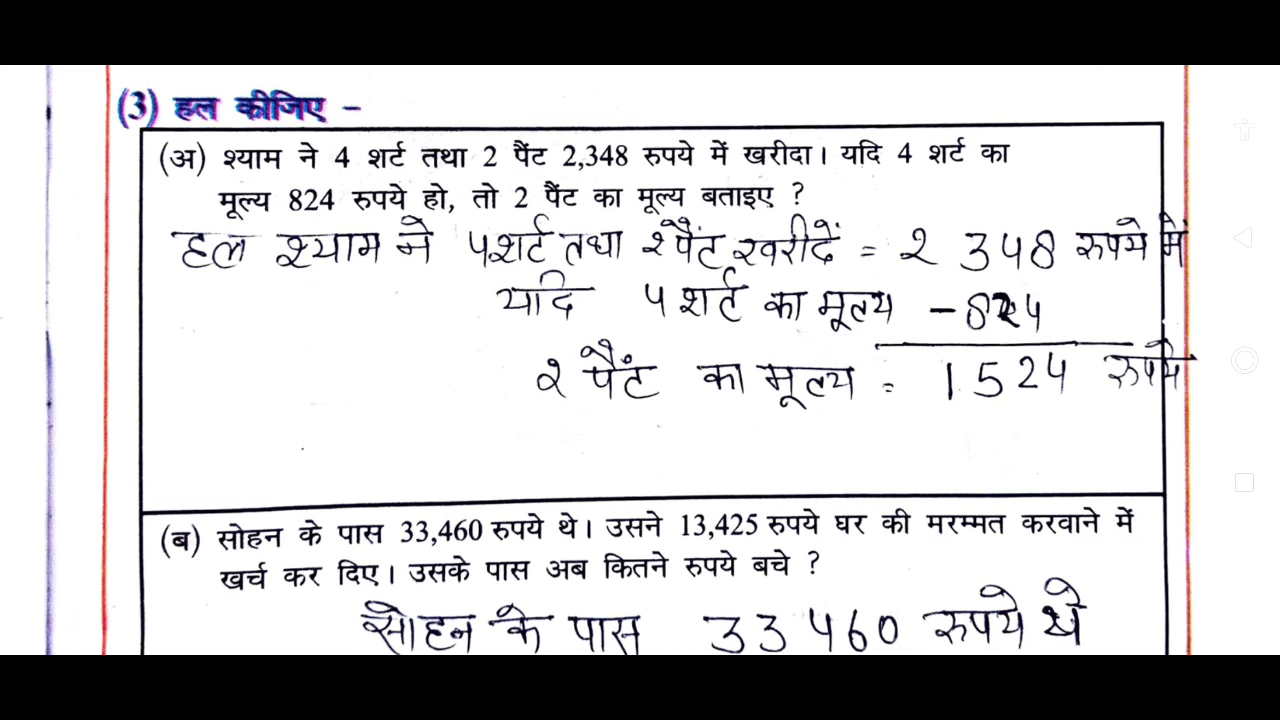 (3) हल कीजिए –
(अ) श्याम ने 4 शर्ट तथा 2 पैंट 2,348 रुपये में खरीदा। यदि 4 शर्ट का
मूल्य 824 रुपये हो, तो 2 पैंट का मूल्य बताइए ?
हल श्याम ने 4 शर्ट तथा 2 पैंट खरीदें = 2 348 रुपये में
यदि 4 शर्ट का मूल्य – 824
2 पैंट का मूल्य = 1524 रुपये
(ब) सोहन के पास 33,460 रुपये थे। उसने 13,425 रुपये घर की मरम्मत करवाने में
खर्च कर दिए। उसके पास अब कितने रुपये बचे ?
सोहन के पास 33460 रुपये थे